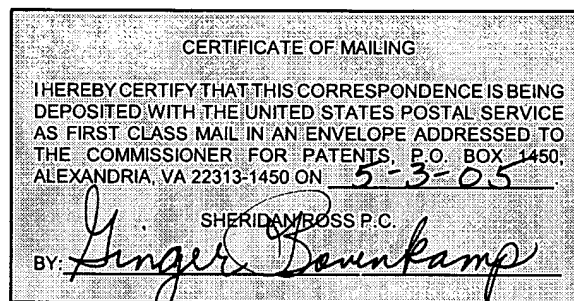 CERTIFICATE OF MAILING
I HEREBY CERTIFY THAT THIS CORRESPONDENCE IS BEING
DEPOSITED WITH THE UNITED STATES POSTAL SERVICE
AS FIRST CLASS MAIL IN AN ENVELOPE ADDRESSED TO
THE COMMISSIONER FOR PATENTS, P.O. BOX 1450,
ALEXANDRIA, VA 22313-1450 ON 5-3-05.
SHERIDAN ROSS P.C.
BY: Ginger Bovenkamp